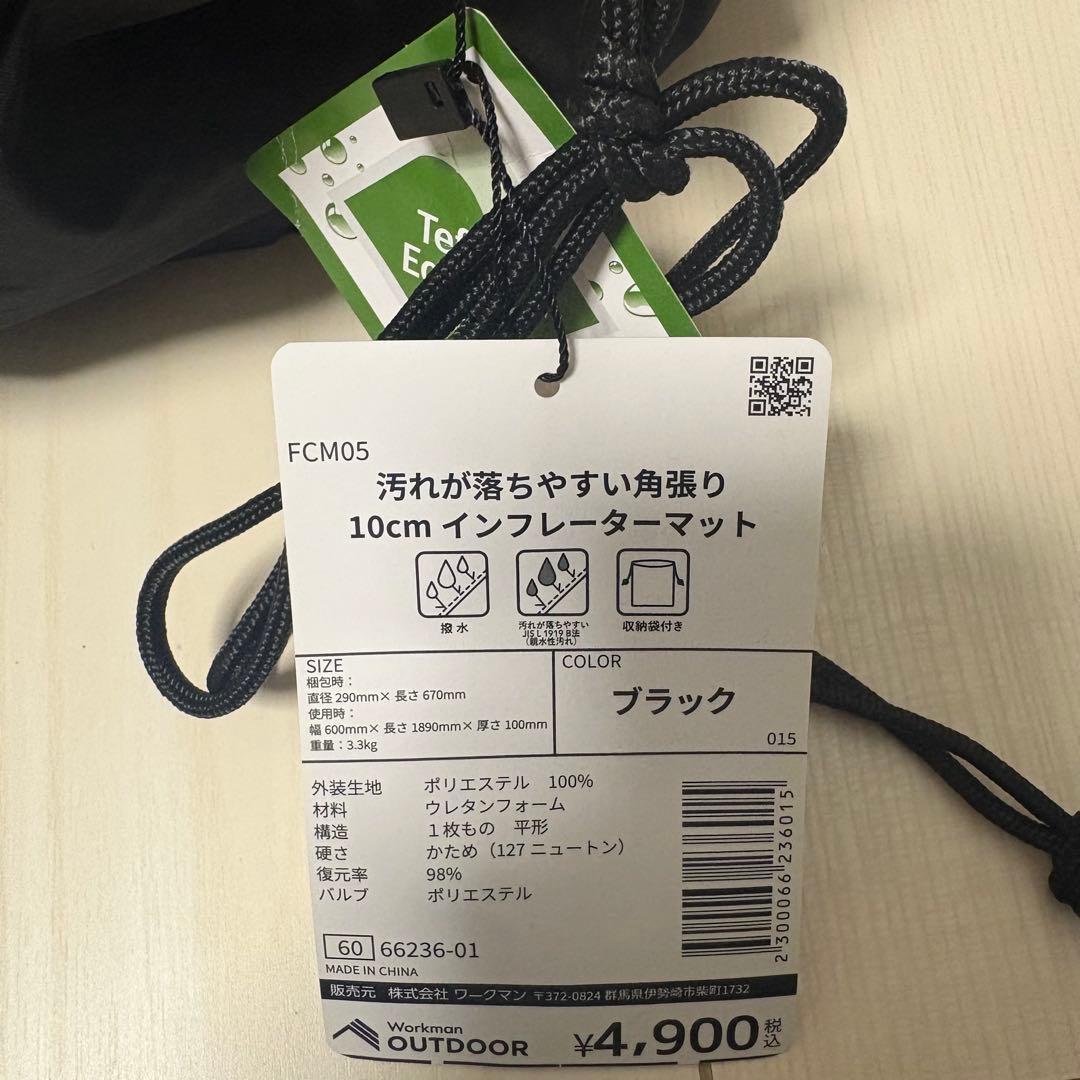 FCM05
汚れが落ちやすい角張り
10cm インフレーターマット
撥水
汚れが落ちやすい
JIS L 1919 B法
(親水性汚れ)
収納袋付き
SIZE
梱包時：
直径 290mm× 長さ 670mm
使用時：
幅 600mm× 長さ 1890mm× 厚さ 100mm
重量：3.3kg
COLOR
ブラック
015
外装生地 ポリエステル 100%
材料 ウレタンフォーム
構造 1枚もの 平形
硬さ かため（127 ニュートン）
復元率 98%
バルブ ポリエステル
2300066236015
60 66236-01
MADE IN CHINA
販売元 株式会社 ワークマン 〒372-0824 群馬県伊勢崎市柴町1732
Workman
OUTDOOR
¥4,900 税込